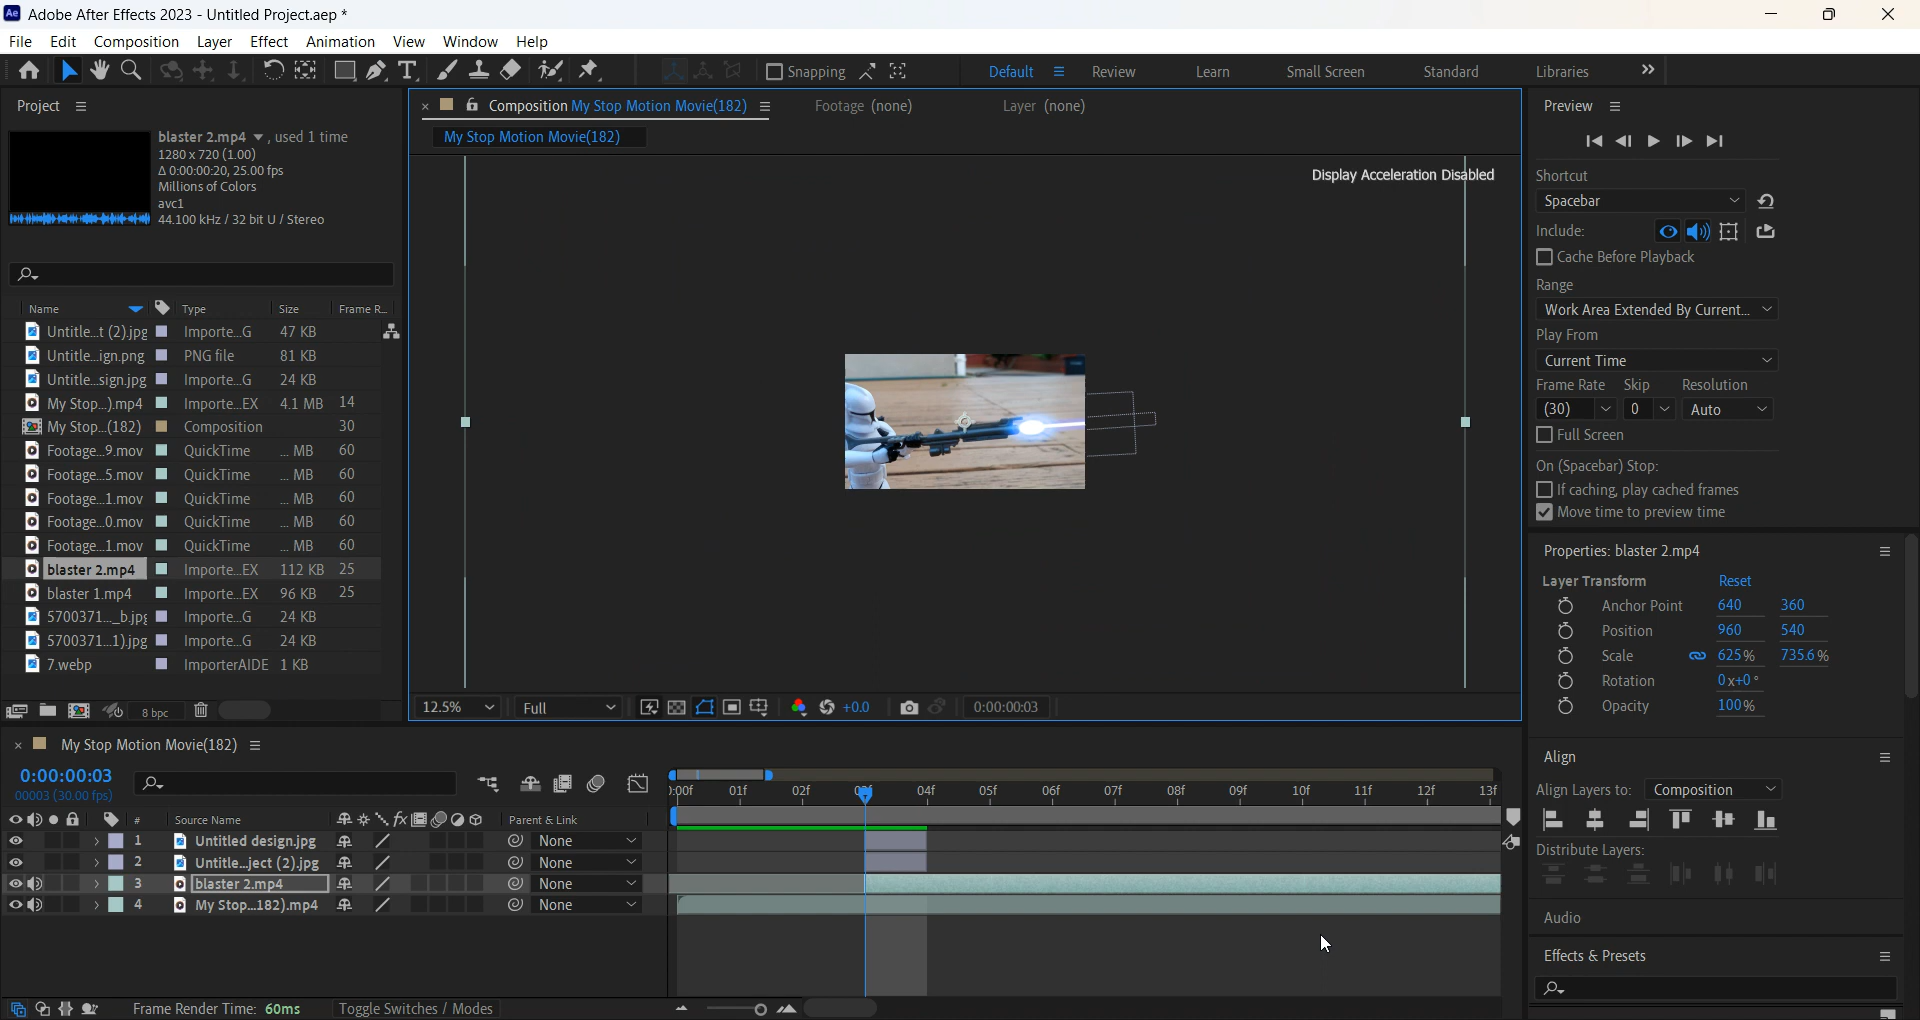 Adobe After Effects 2023 - Untitled Project.aep *
File Edit Composition Layer Effect Animation View Window Help
Snapping Default Review Learn Small Screen Standard Libraries
Project
blaster 2.mp4 , used 1 time
1280 x 720 (1.00)
Δ 0:00:00:20, 25.00 fps
Millions of Colors
avc1
44.100 kHz / 32 bit U / Stereo
Name Type Size Frame R...
Untitle...t (2).jpg Importe...G 47 KB
Untitle...ign.png PNG file 81 KB
Untitle...sign.jpg Importe...G 24 KB
My Stop...).mp4 Importe...EX 4.1 MB 14
My Stop...(182) Composition 30
Footage...9.mov QuickTime ... MB 60
Footage...5.mov QuickTime ... MB 60
Footage...1.mov QuickTime ... MB 60
Footage...0.mov QuickTime ... MB 60
Footage...1.mov QuickTime ... MB 60
blaster 2.mp4 Importe...EX 112 KB 25
blaster 1.mp4 Importe...EX 96 KB 25
5700371..._b.jpg Importe...G 24 KB
5700371...1).jpg Importe...G 24 KB
7.webp ImporterAIDE 1 KB
8 bpc
Composition My Stop Motion Movie(182) Footage (none) Layer (none)
My Stop Motion Movie(182)
Display Acceleration Disabled
12.5% Full +0.0 0:00:00:03
Preview
Shortcut
Spacebar
Include:
Cache Before Playback
Range
Work Area Extended By Current...
Play From
Current Time
Frame Rate Skip Resolution
(30) 0 Auto
Full Screen
On (Spacebar) Stop:
If caching, play cached frames
Move time to preview time
Properties: blaster 2.mp4
Layer Transform Reset
Anchor Point 640 360
Position 960 540
Scale 625% 735.6%
Rotation 0x+0°
Opacity 100%
Align
Align Layers to: Composition
Distribute Layers:
Audio
Effects & Presets
My Stop Motion Movie(182)
0:00:00:03
00003 (30.00 fps)
):00f 01f 02f 03f 04f 05f 06f 07f 08f 09f 10f 11f 12f 13f
# Source Name fx Parent & Link
1 Untitled design.jpg None
2 Untitle...ject (2).jpg None
3 blaster 2.mp4 None
4 My Stop...182).mp4 None
Frame Render Time: 60ms Toggle Switches / Modes